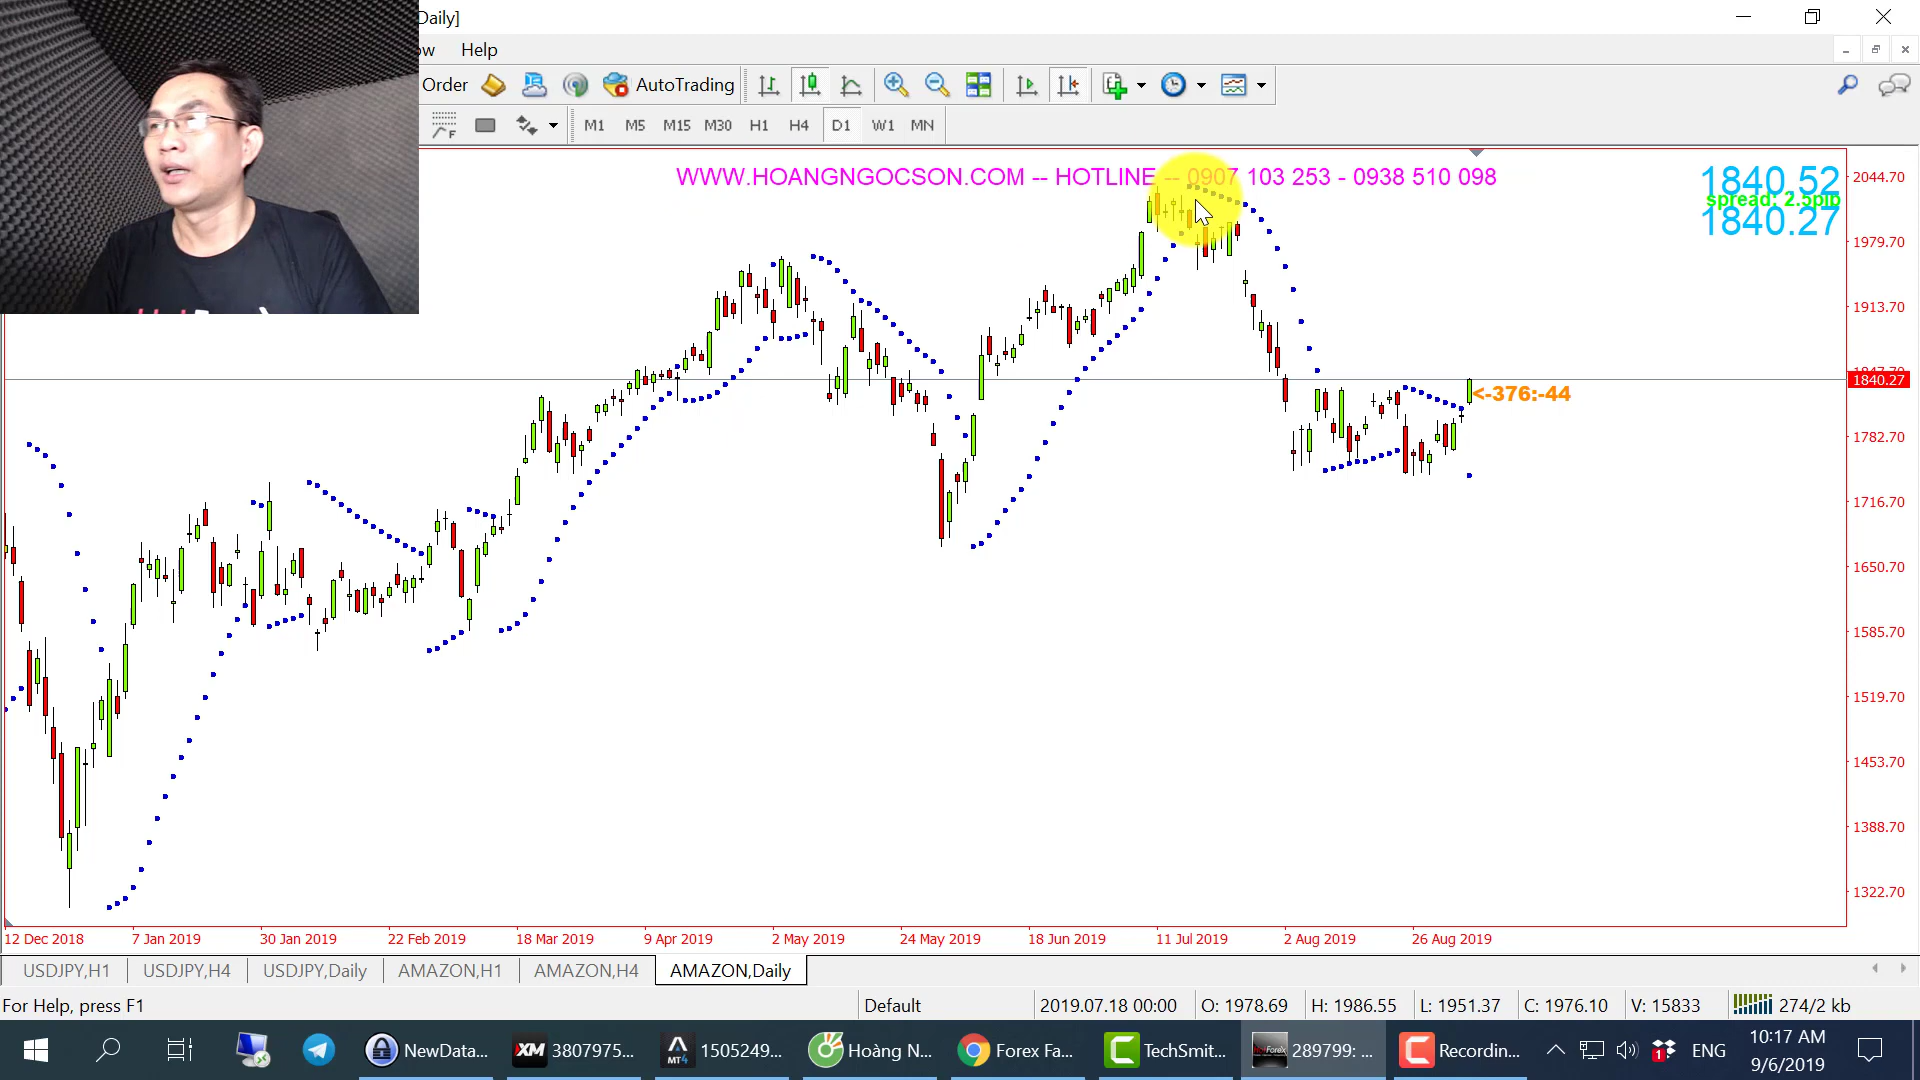 Daily]
ow Help
Order AutoTrading
M1 M5 M15 M30 H1 H4 D1 W1 MN
WWW.HOANGNGOCSON.COM -- HOTLINE -- 0907 103 253 - 0938 510 098
1840.52
spread: 2.5pip
1840.27
2044.70
1979.70
1913.70
1840.27
<-376:-44
1782.70
1716.70
1650.70
1585.70
1519.70
1453.70
1388.70
1322.70
12 Dec 2018 7 Jan 2019 30 Jan 2019 22 Feb 2019 18 Mar 2019 9 Apr 2019 2 May 2019 24 May 2019 18 Jun 2019 11 Jul 2019 2 Aug 2019 26 Aug 2019
USDJPY,H1 USDJPY,H4 USDJPY,Daily AMAZON,H1 AMAZON,H4 AMAZON,Daily
For Help, press F1 Default 2019.07.18 00:00 O: 1978.69 H: 1986.55 L: 1951.37 C: 1976.10 V: 15833 274/2 kb
NewData... XM 3807975... MT4 1505249... Hoàng N... Forex Fa... TechSmit... 289799: ... Recordin... 1 ENG 10:17 AM
9/6/2019